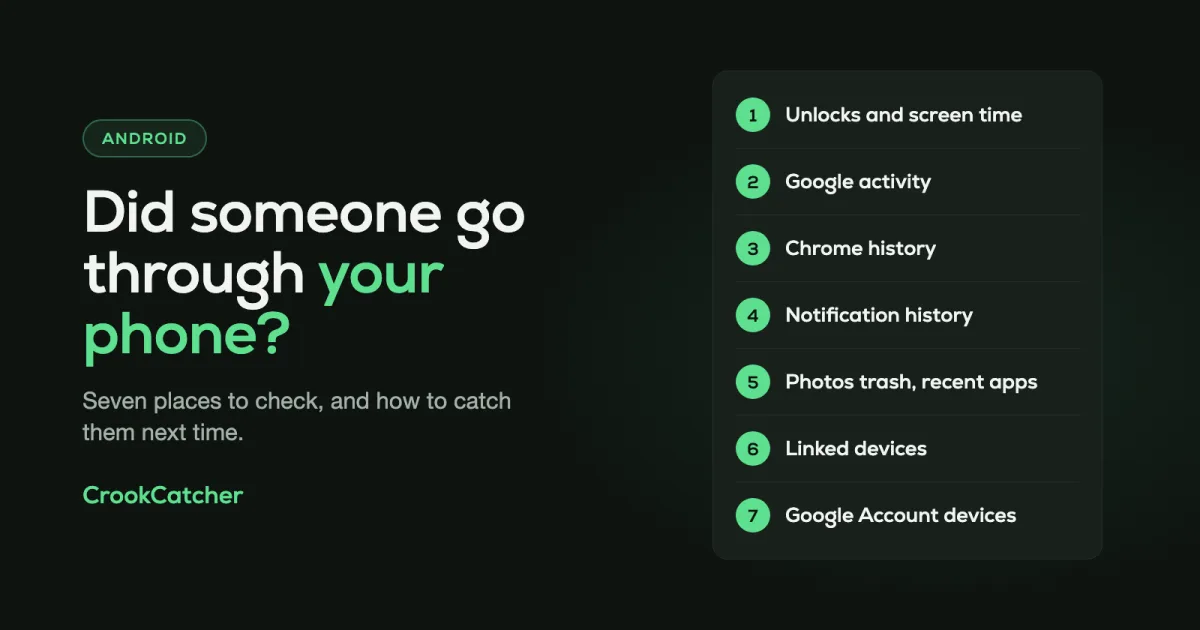 ANDROID
Did someone go
through your
phone?
Seven places to check, and how to catch
them next time.
CrookCatcher
1 Unlocks and screen time
2 Google activity
3 Chrome history
4 Notification history
5 Photos trash, recent apps
6 Linked devices
7 Google Account devices